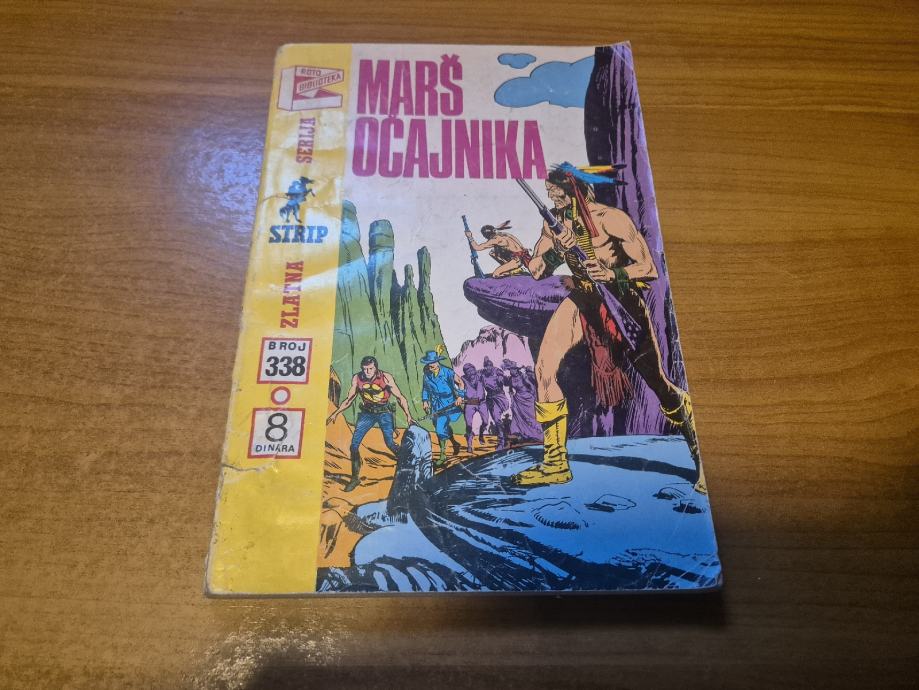 ROTO
BIBLIOTEKA
MARŠ
OČAJNIKA
ZLATNA
STRIP
SERIJA
BROJ
338
8
DINARA